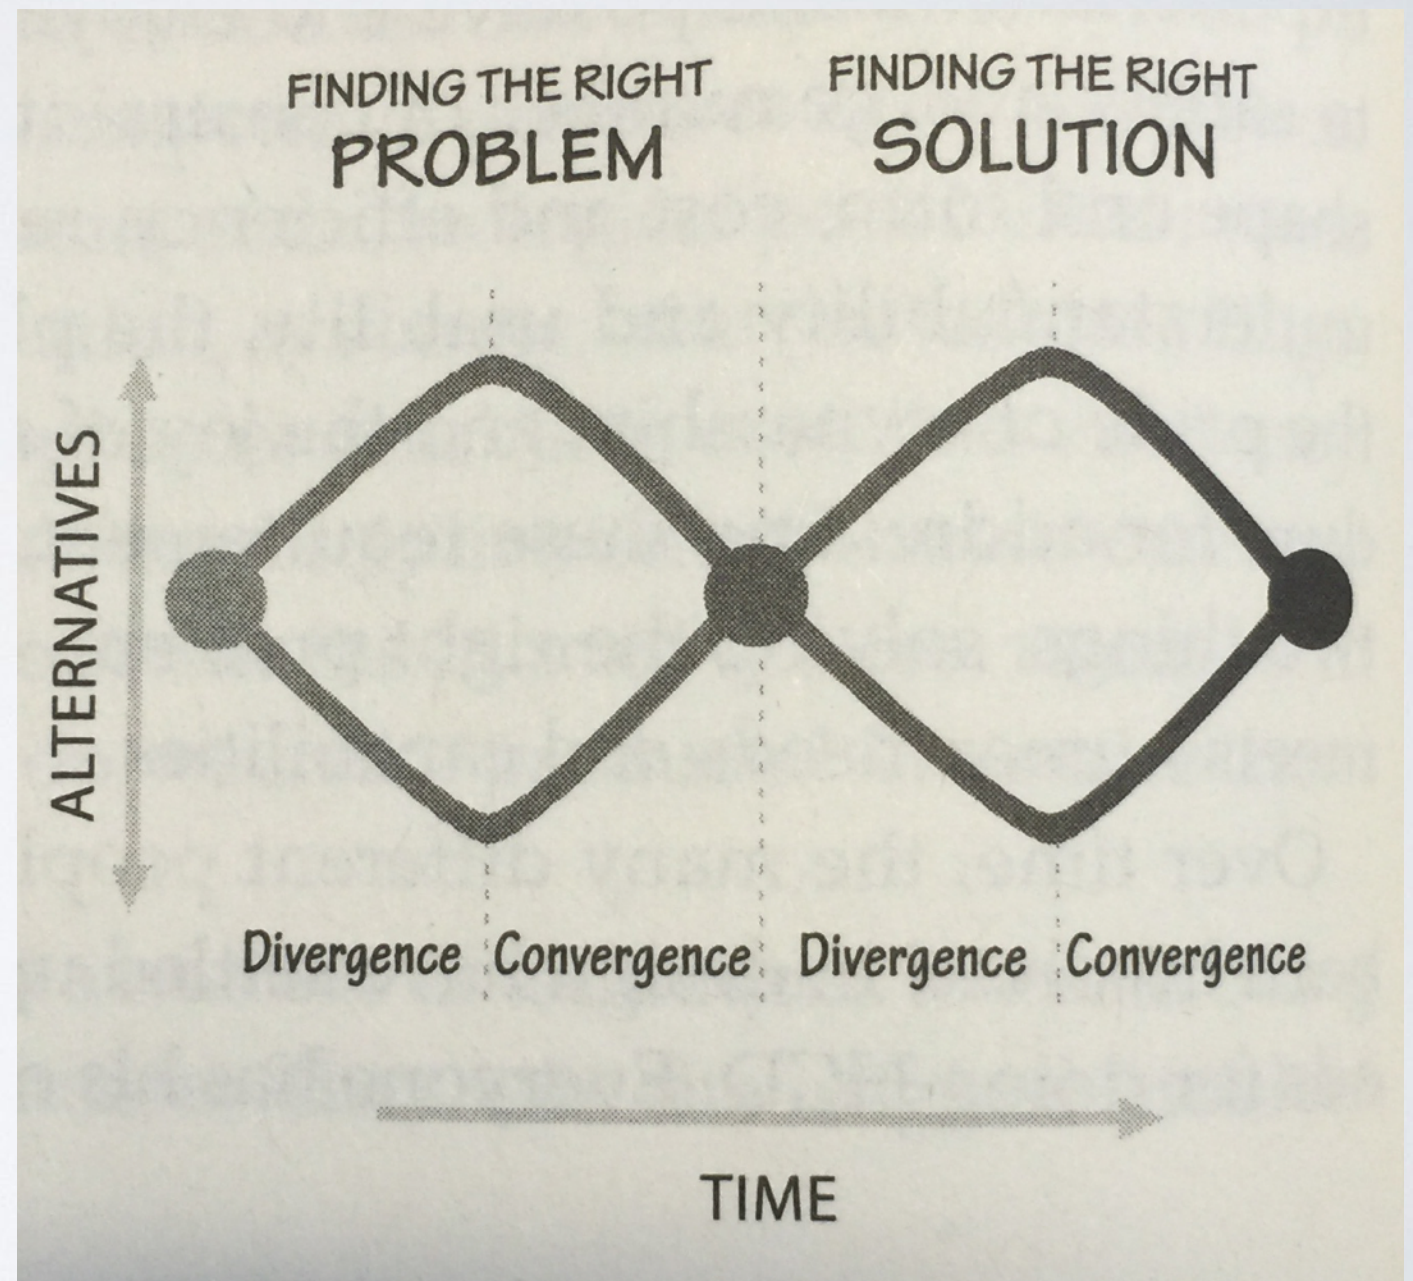 FINDING THE RIGHT
PROBLEM
FINDING THE RIGHT
SOLUTION
ALTERNATIVES
Divergence
Convergence
Divergence
Convergence
TIME